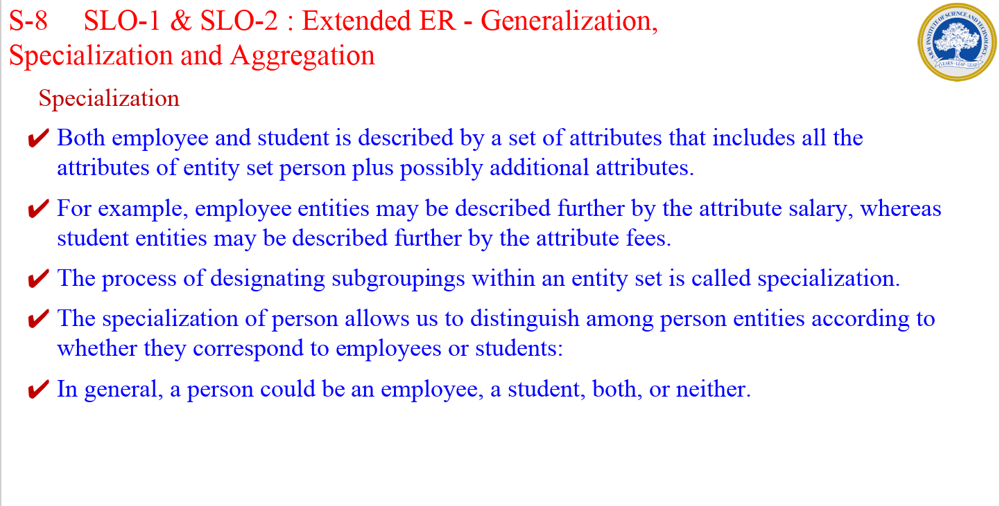 S-8 SLO-1 & SLO-2 : Extended ER - Generalization,
Specialization and Aggregation
SRM INSTITUTE OF SCIENCE AND TECHNOLOGY
LEARN - LEAP - LEAD
Specialization
✔ Both employee and student is described by a set of attributes that includes all the
attributes of entity set person plus possibly additional attributes.
✔ For example, employee entities may be described further by the attribute salary, whereas
student entities may be described further by the attribute fees.
✔ The process of designating subgroupings within an entity set is called specialization.
✔ The specialization of person allows us to distinguish among person entities according to
whether they correspond to employees or students:
✔ In general, a person could be an employee, a student, both, or neither.